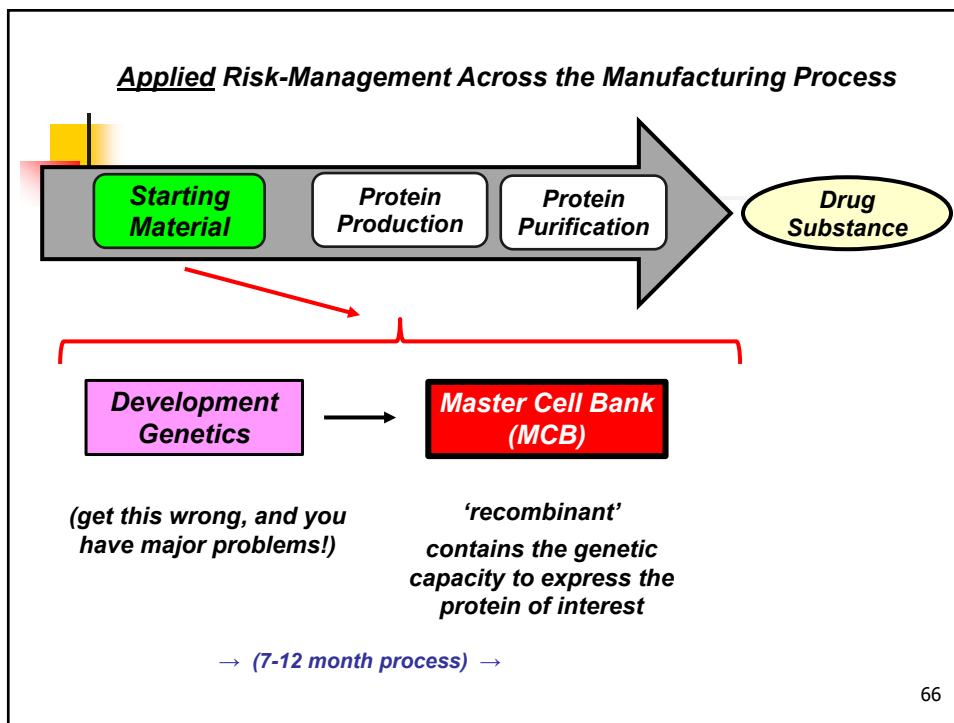 Applied Risk-Management Across the Manufacturing Process
Starting
Material
Protein
Production
Protein
Purification
Drug
Substance
Development
Genetics
Master Cell Bank
(MCB)
(get this wrong, and you
have major problems!)
‘recombinant’
contains the genetic
capacity to express the
protein of interest
→ (7-12 month process) →
66